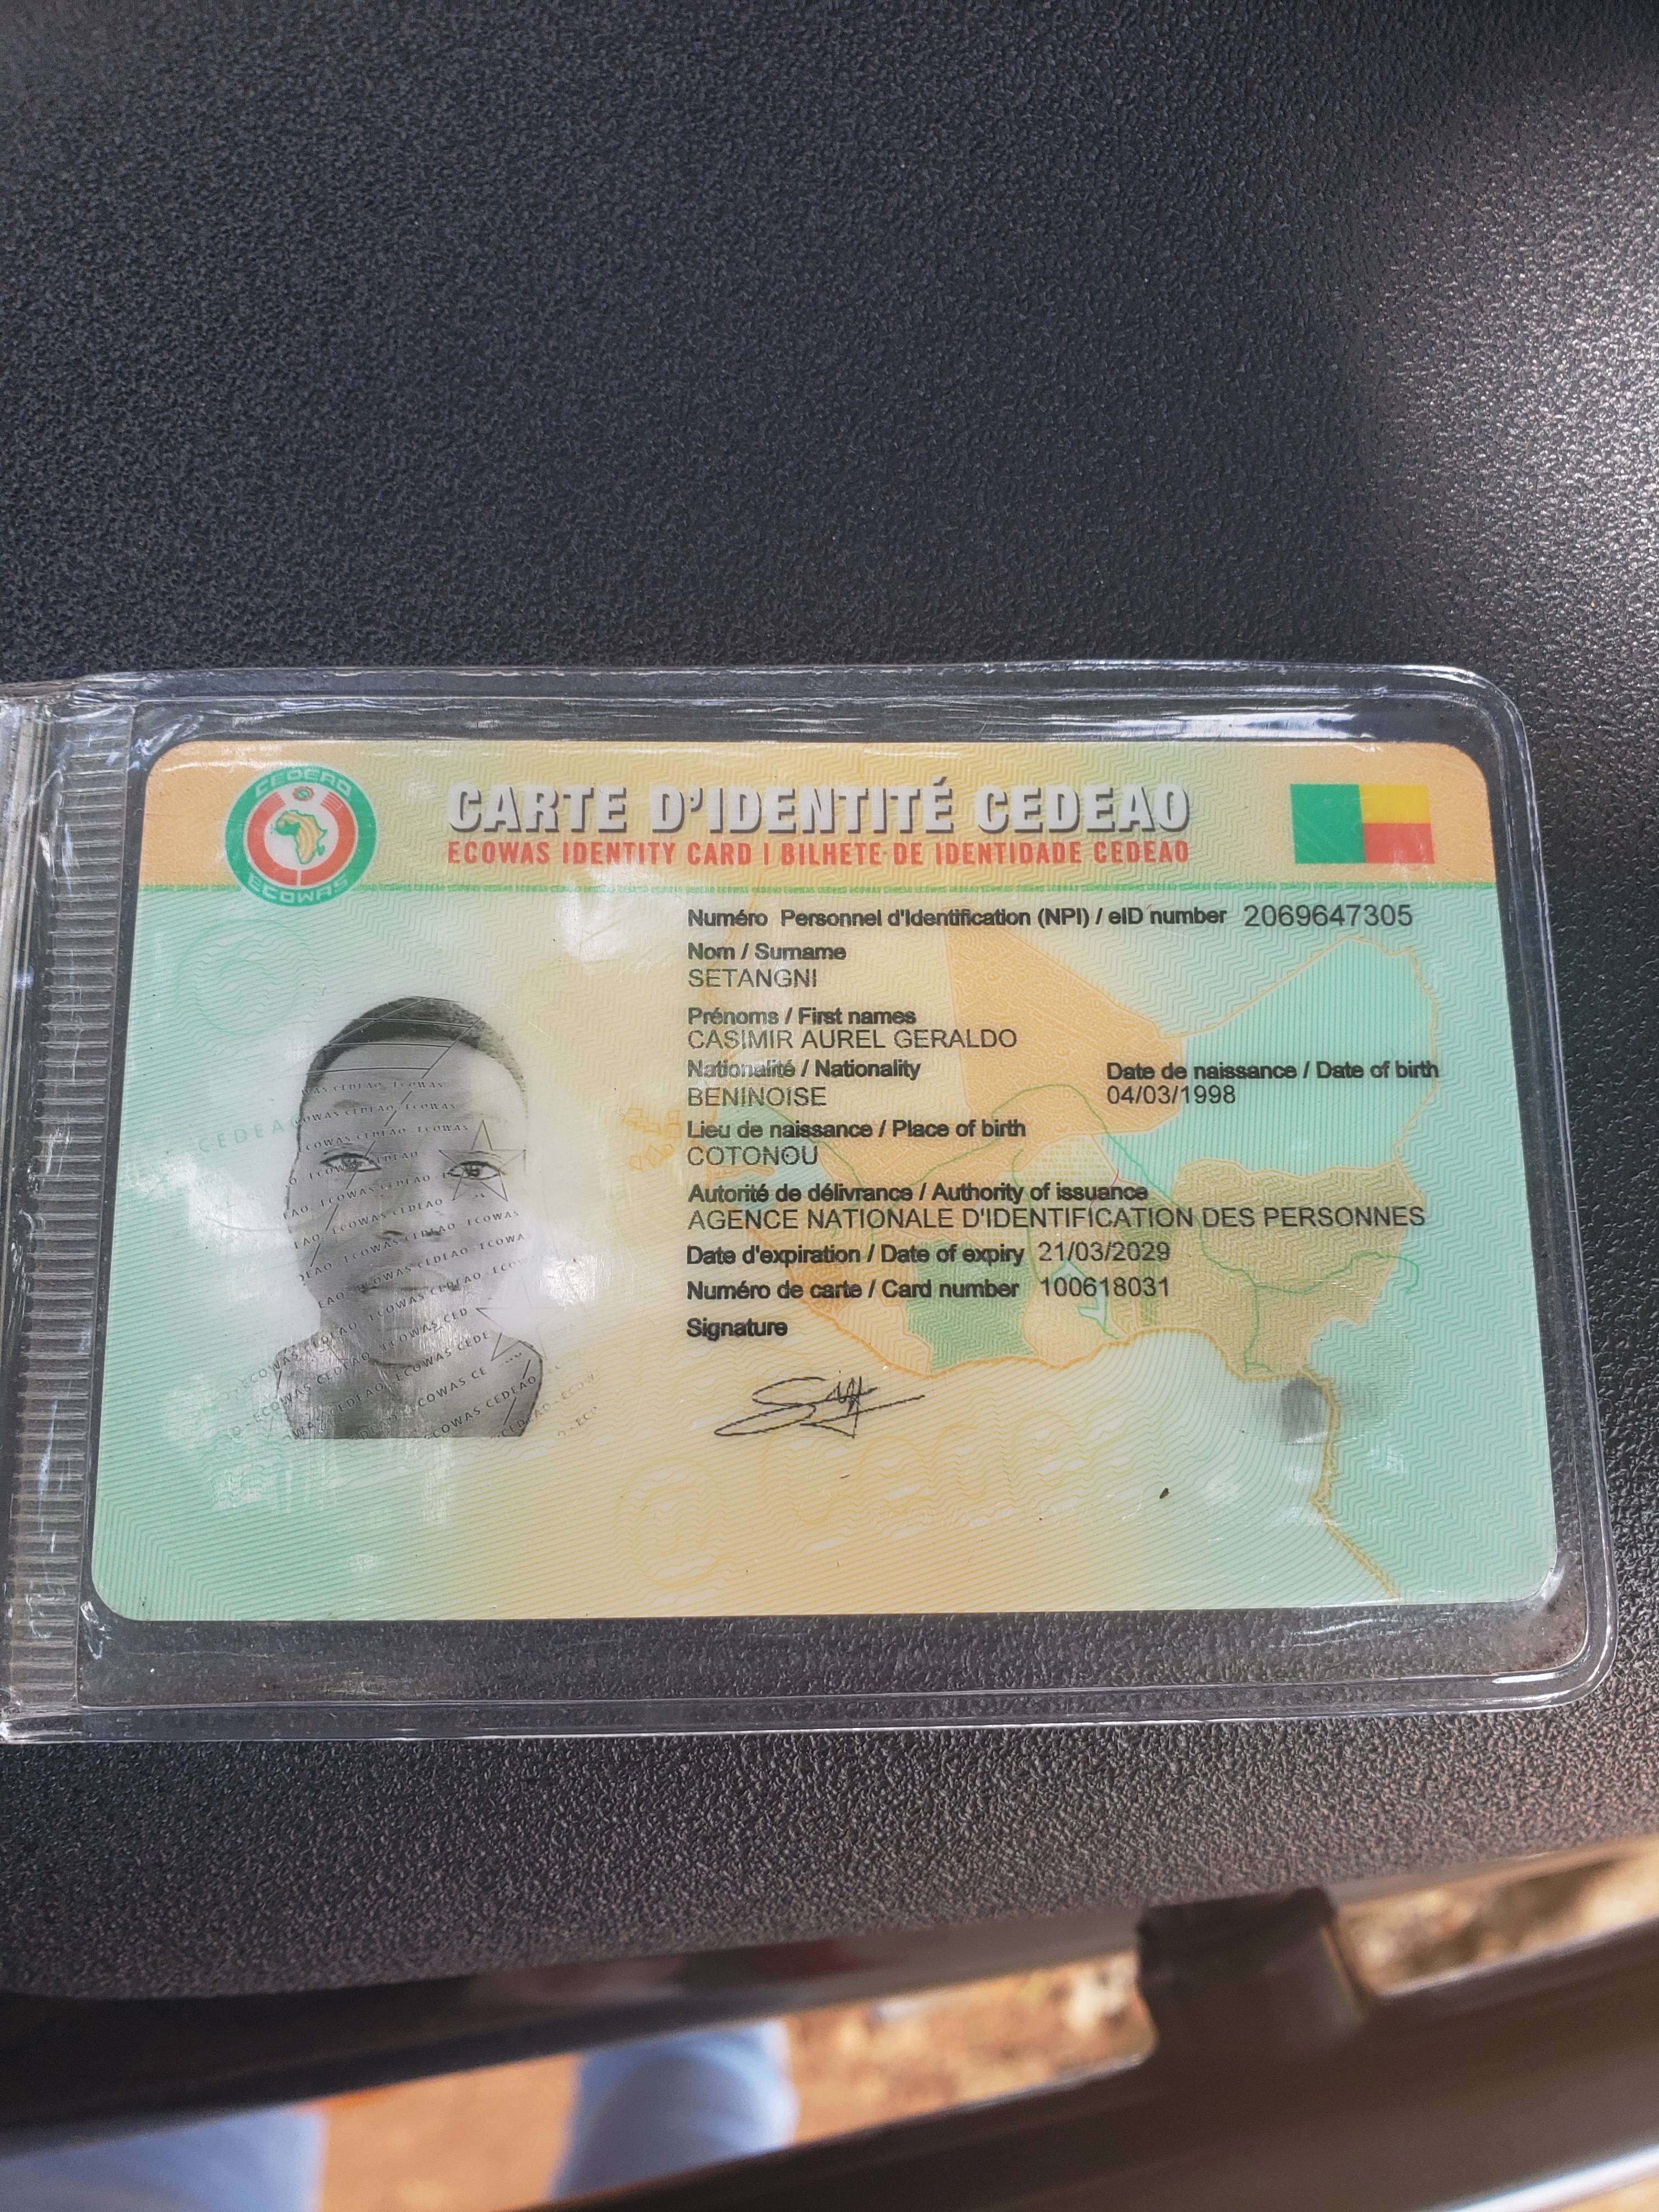 CEDEAO
ECOWAS
CARTE D'IDENTITÉ CEDEAO
ECOWAS IDENTITY CARD | BILHETE DE IDENTIDADE CEDEAO
Numéro Personnel d'Identification (NPI) / eID number 2069647305
Nom / Surname
SETANGNI
Prénoms / First names
CASIMIR AUREL GERALDO
Nationalité / Nationality
BENINOISE
Date de naissance / Date of birth
04/03/1998
Lieu de naissance / Place of birth
COTONOU
Autorité de délivrance / Authority of issuance
AGENCE NATIONALE D'IDENTIFICATION DES PERSONNES
Date d'expiration / Date of expiry 21/03/2029
Numéro de carte / Card number 100618031
Signature